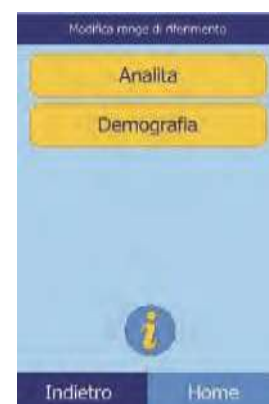 Modifica range di riferimento
Analita
Demografia
i
Indietro Home